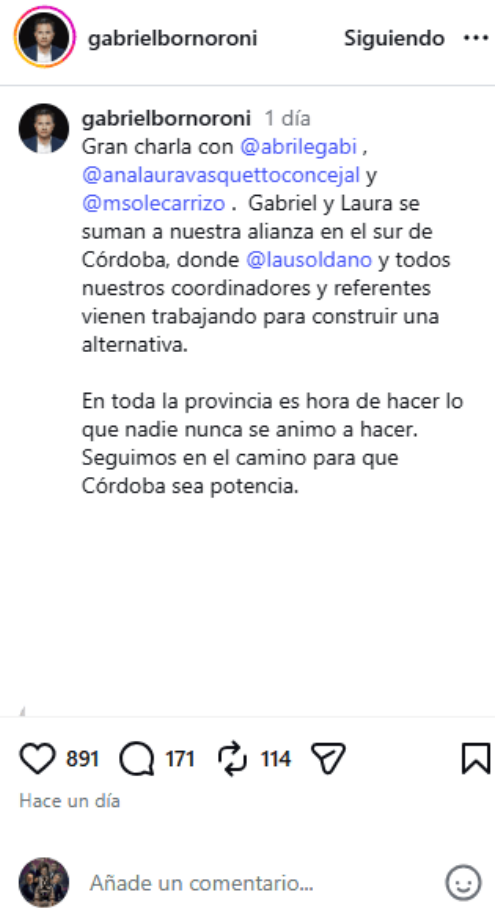 gabrielbornoroni Siguiendo
gabrielbornoroni 1 día
Gran charla con @abrilegabi ,
@analauravasquettoconcejal y
@msolecarrizo . Gabriel y Laura se
suman a nuestra alianza en el sur de
Córdoba, donde @lausoldano y todos
nuestros coordinadores y referentes
vienen trabajando para construir una
alternativa.
En toda la provincia es hora de hacer lo
que nadie nunca se animo a hacer.
Seguimos en el camino para que
Córdoba sea potencia.
891 171 114
Hace un día
Añade un comentario...